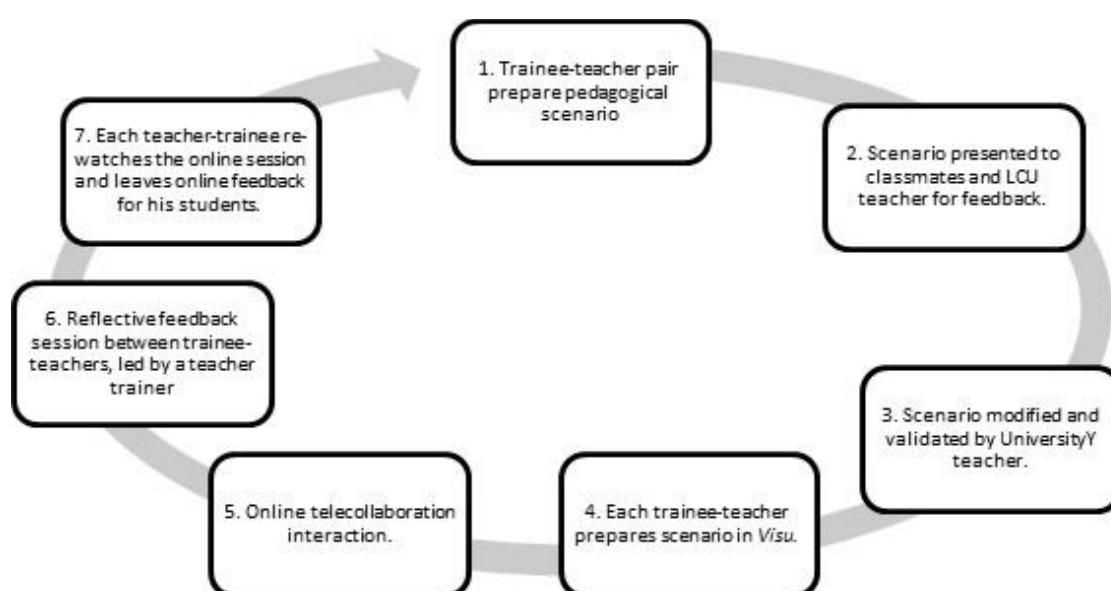 1. Trainee-teacher pair
prepare pedagogical
scenario
2. Scenario presented to
classmates and LCU
teacher for feedback.
3. Scenario modified and
validated by UniversityY
teacher.
4. Each trainee-teacher
prepares scenario in Visu.
5. Online telecollaboration
interaction.
6. Reflective feedback
session between trainee-
teachers, led by a teacher
trainer
7. Each teacher-trainee re-
watches the online session
and leaves online feedback
for his students.